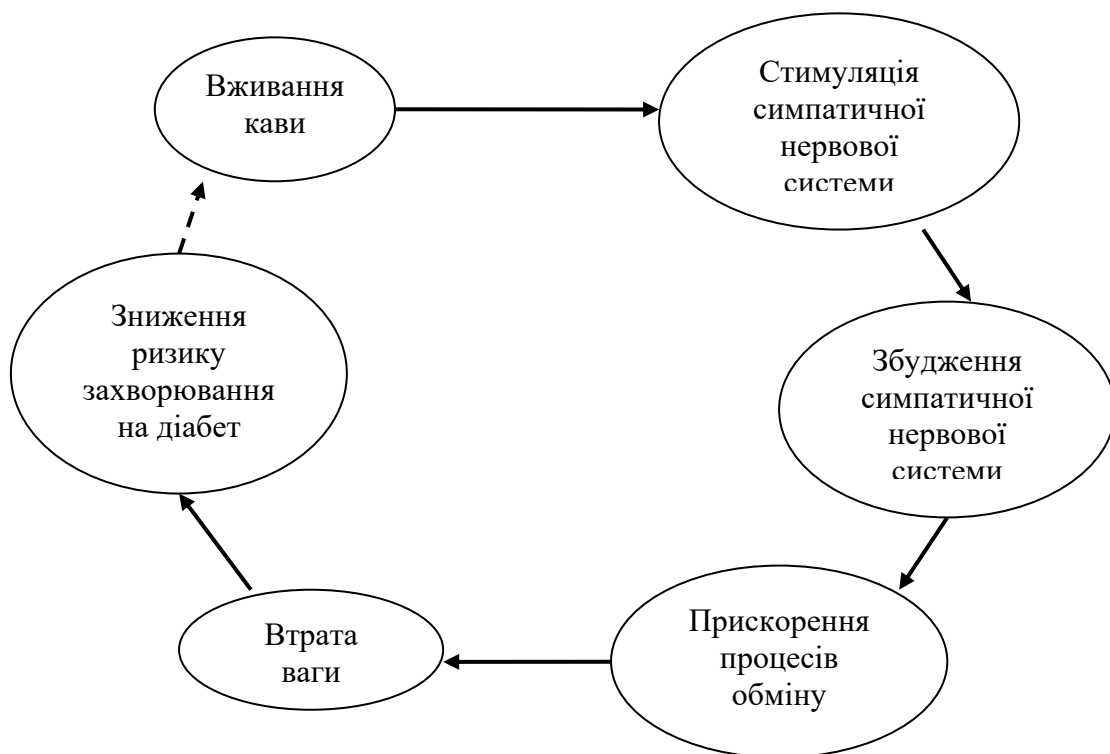 Вживання
кави
Стимуляція
симпатичної
нервової
системи
Збудження
симпатичної
нервової
системи
Прискорення
процесів
обміну
Втрата
ваги
Зниження
ризику
захворювання
на діабет